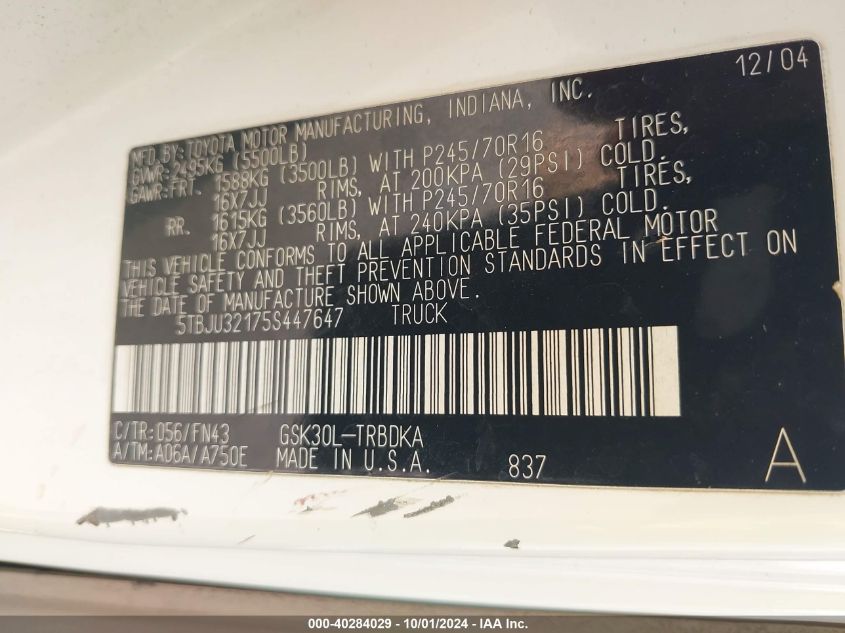 12/04
MFD.BY:TOYOTA MOTOR MANUFACTURING, INDIANA, INC.
GVWR:2495KG (5500LB)
GAWR:FRT. 1588KG (3500LB) WITH P245/70R16 TIRES,
16X7JJ RIMS, AT 200KPA (29PSI) COLD.
RR. 1615KG (3560LB) WITH P245/70R16 TIRES,
16X7JJ RIMS, AT 240KPA (35PSI) COLD.
THIS VEHICLE CONFORMS TO ALL APPLICABLE FEDERAL MOTOR
VEHICLE SAFETY AND THEFT PREVENTION STANDARDS IN EFFECT ON
THE DATE OF MANUFACTURE SHOWN ABOVE.
5TBJU32175S447647 TRUCK
C/TR:056/FN43 GSK30L-TRBDKA
A/TM:A06A/A750E MADE IN U.S.A. 837 A
000-40284029 - 10/01/2024 - IAA Inc.